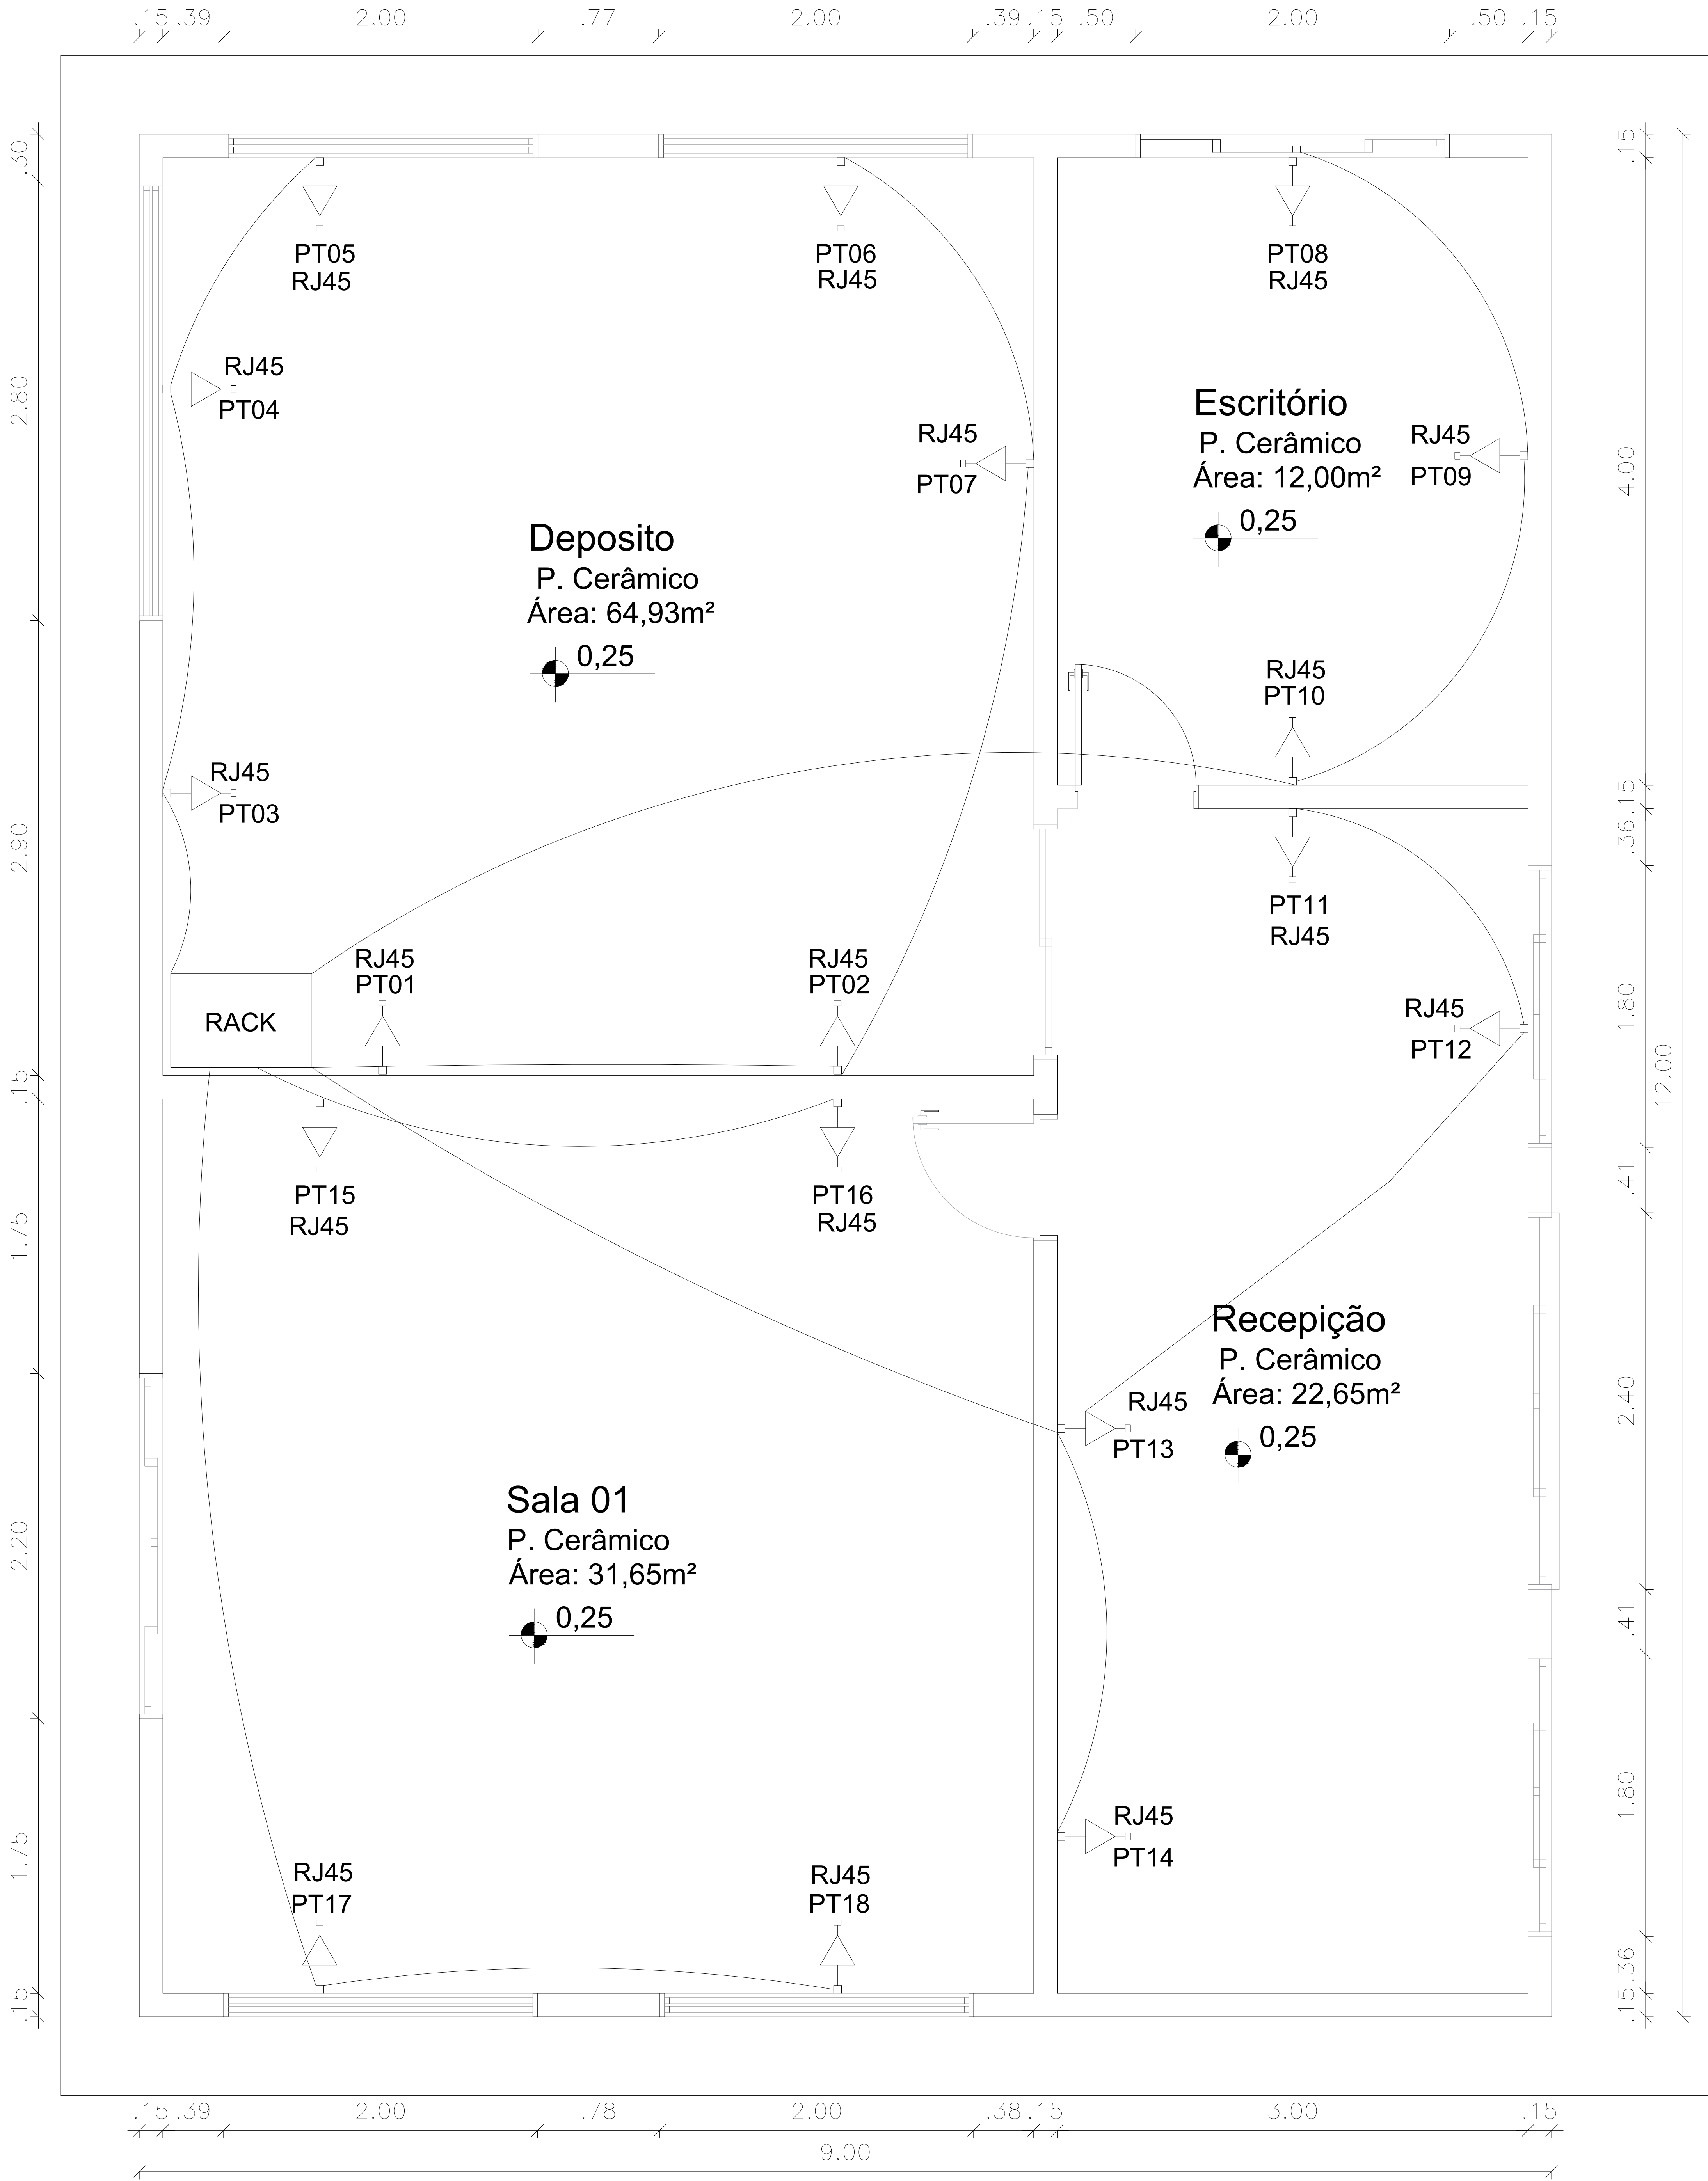 .15 .39 2.00 .77 2.00 .39 .15 .50 2.00 .50 .15
.30
2.80
2.90
.15
1.75
2.20
1.75
.15
PT05
RJ45
PT06
RJ45
PT08
RJ45
RJ45
PT04
RJ45
PT07
Escritório
P. Cerâmico
Área: 12,00m²
0,25
RJ45
PT09
Deposito
P. Cerâmico
Área: 64,93m²
0,25
RJ45
PT10
RJ45
PT03
PT11
RJ45
RJ45
PT01
RJ45
PT02
RACK
RJ45
PT12
PT15
RJ45
PT16
RJ45
Recepição
P. Cerâmico
Área: 22,65m²
0,25
RJ45
PT13
Sala 01
P. Cerâmico
Área: 31,65m²
0,25
RJ45
PT14
RJ45
PT17
RJ45
PT18
.15
4.00
.15
.36
1.80
.41
2.40
.41
1.80
.36
.15
12.00
.15 .39 2.00 .78 2.00 .38 .15 3.00 .15
9.00